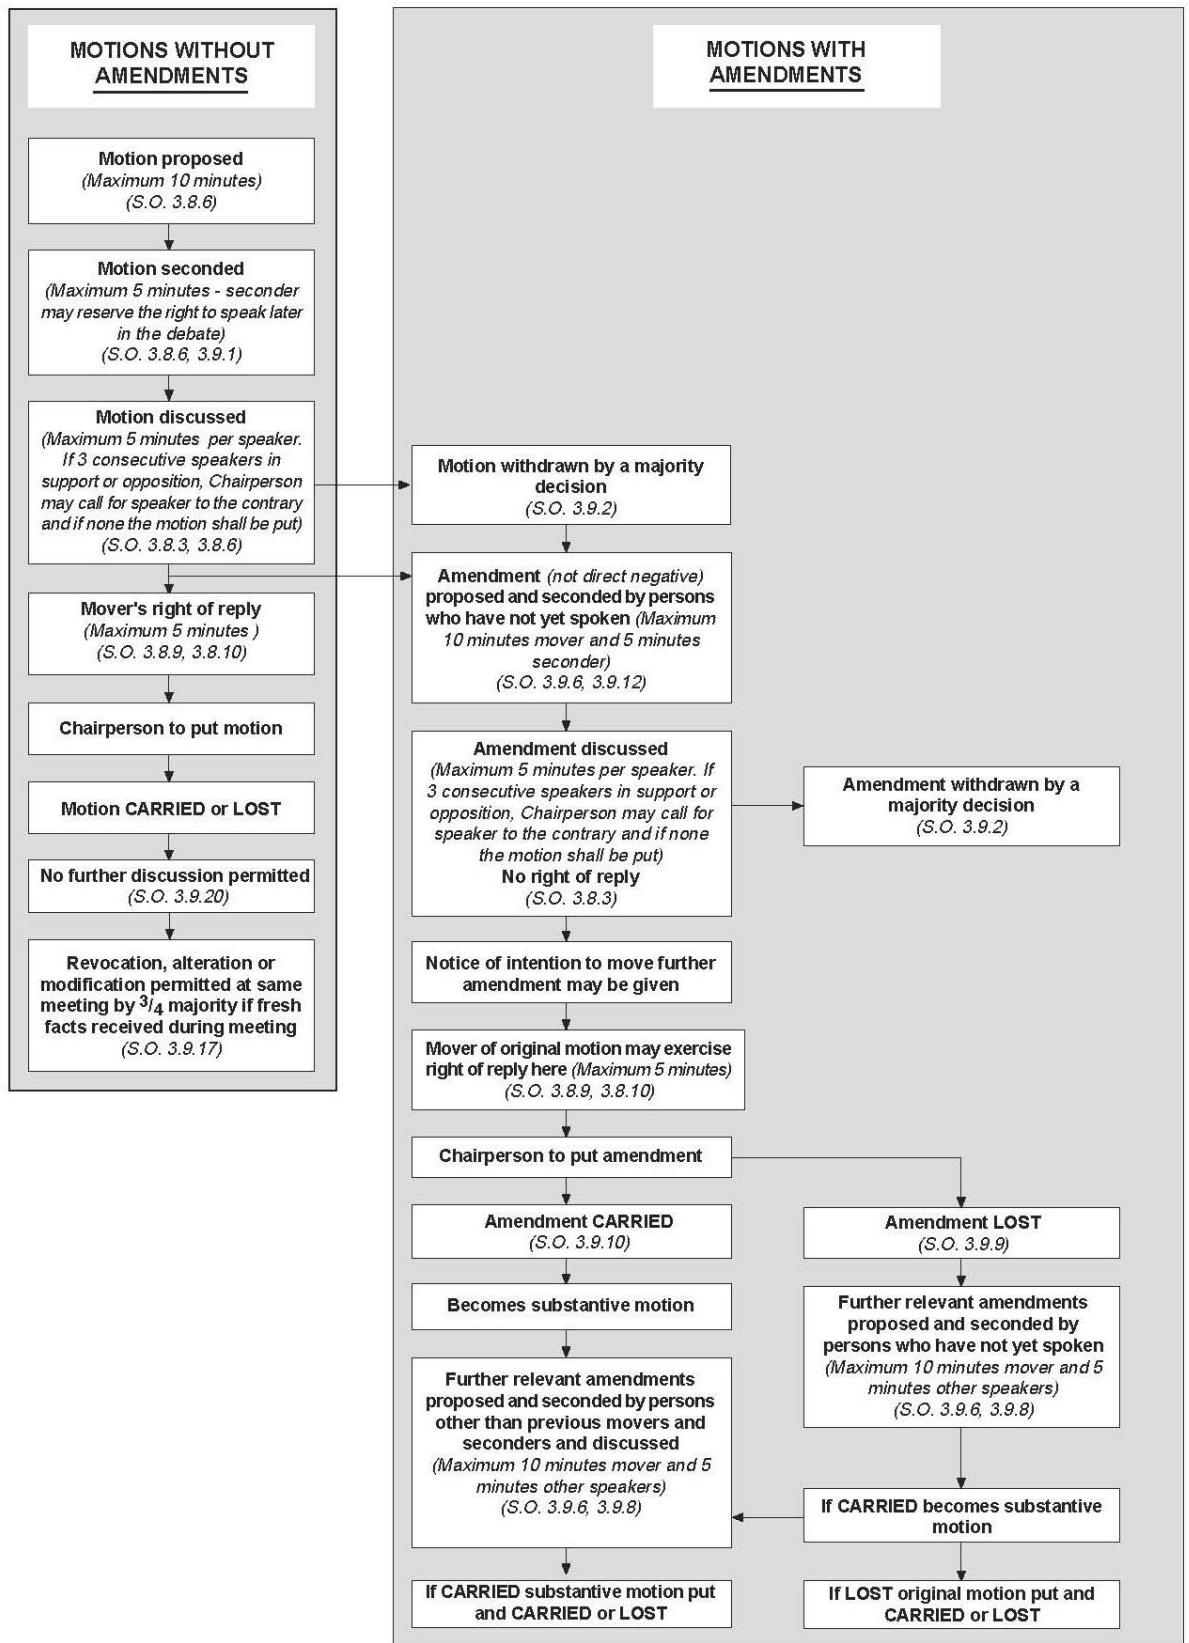 MOTIONS WITHOUT
AMENDMENTS
Motion proposed
(Maximum 10 minutes)
(S.O. 3.8.6)
Motion seconded
(Maximum 5 minutes - seconder
may reserve the right to speak later
in the debate)
(S.O. 3.8.6, 3.9.1)
Motion discussed
(Maximum 5 minutes per speaker.
If 3 consecutive speakers in
support or opposition, Chairperson
may call for speaker to the contrary
and if none the motion shall be put)
(S.O. 3.8.3, 3.8.6)
Mover's right of reply
(Maximum 5 minutes )
(S.O. 3.8.9, 3.8.10)
Chairperson to put motion
Motion CARRIED or LOST
No further discussion permitted
(S.O. 3.9.20)
Revocation, alteration or
modification permitted at same
meeting by 3/4 majority if fresh
facts received during meeting
(S.O. 3.9.17)
MOTIONS WITH
AMENDMENTS
Motion withdrawn by a majority
decision
(S.O. 3.9.2)
Amendment (not direct negative)
proposed and seconded by persons
who have not yet spoken (Maximum
10 minutes mover and 5 minutes
seconder)
(S.O. 3.9.6, 3.9.12)
Amendment discussed
(Maximum 5 minutes per speaker. If
3 consecutive speakers in support or
opposition, Chairperson may call for
speaker to the contrary and if none
the motion shall be put)
No right of reply
(S.O. 3.8.3)
Amendment withdrawn by a
majority decision
(S.O. 3.9.2)
Notice of intention to move further
amendment may be given
Mover of original motion may exercise
right of reply here (Maximum 5 minutes)
(S.O. 3.8.9, 3.8.10)
Chairperson to put amendment
Amendment CARRIED
(S.O. 3.9.10)
Becomes substantive motion
Further relevant amendments
proposed and seconded by persons
other than previous movers and
seconders and discussed
(Maximum 10 minutes mover and 5
minutes other speakers)
(S.O. 3.9.6, 3.9.8)
If CARRIED substantive motion put
and CARRIED or LOST
Amendment LOST
(S.O. 3.9.9)
Further relevant amendments
proposed and seconded by
persons who have not yet spoken
(Maximum 10 minutes mover and 5
minutes other speakers)
(S.O. 3.9.6, 3.9.8)
If CARRIED becomes substantive
motion
If LOST original motion put and
CARRIED or LOST